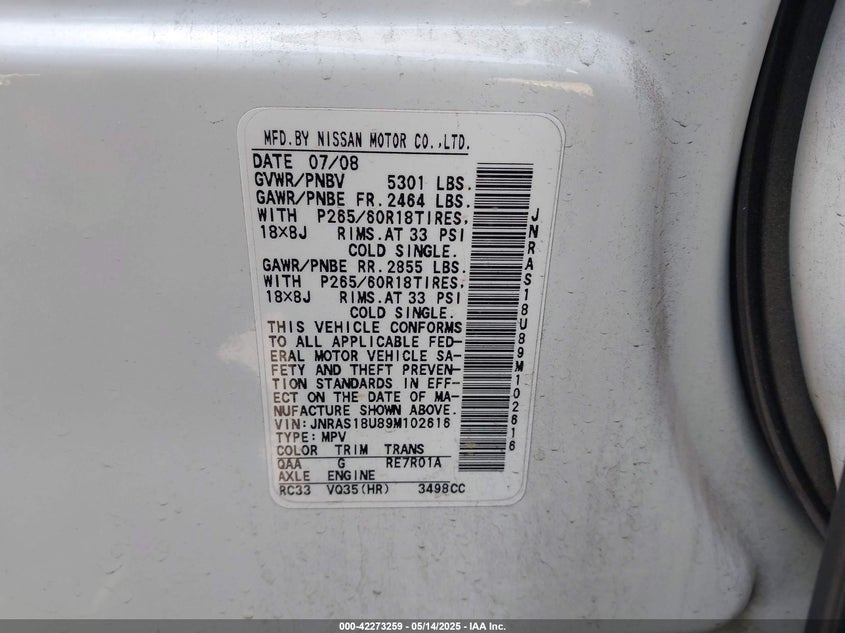 MFD.BY NISSAN MOTOR CO.,LTD.
DATE 07/08
GVWR/PNBV 5301 LBS.
GAWR/PNBE FR. 2464 LBS.
WITH P265/60R18TIRES,
18×8J RIMS.AT 33 PSI
COLD SINGLE.
GAWR/PNBE RR. 2855 LBS.
WITH P265/60R18TIRES,
18×8J RIMS.AT 33 PSI
COLD SINGLE.
THIS VEHICLE CONFORMS
TO ALL APPLICABLE FED-
ERAL MOTOR VEHICLE SA-
FETY AND THEFT PREVEN-
TION STANDARDS IN EFF-
ECT ON THE DATE OF MA-
NUFACTURE SHOWN ABOVE.
VIN:JNRAS18U89M102616
TYPE:MPV
COLOR TRIM TRANS
QAA G RE7R01A
AXLE ENGINE
RC33 VQ35(HR) 3498CC
JNRAS18U89M102616
000-42273259 - 05/14/2025 - IAA Inc.